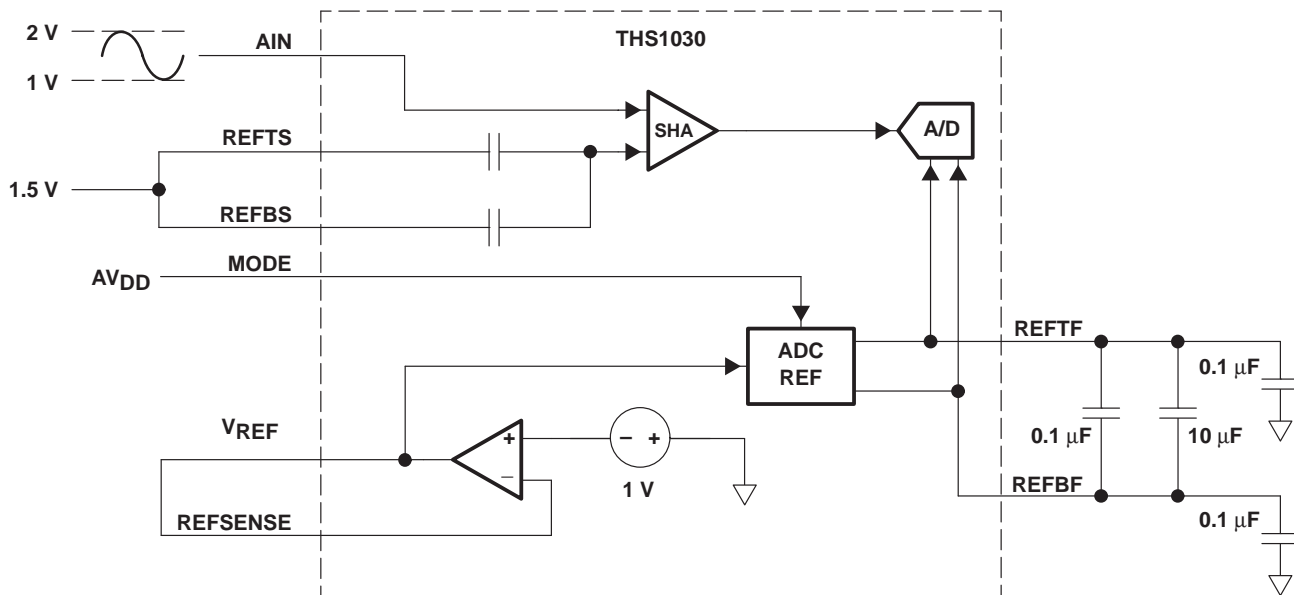 2 V
1 V
AIN
THS1030
SHA
A/D
REFTS
1.5 V
REFBS
MODE
AVDD
ADC
REF
REFTF
0.1 μF
VREF
+
−
− +
1 V
0.1 μF
10 μF
REFSENSE
REFBF
0.1 μF